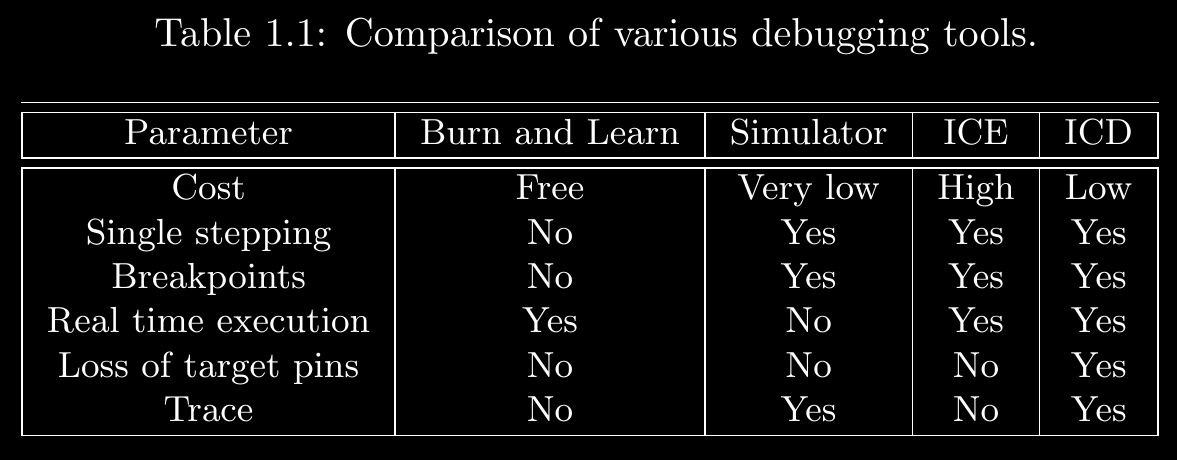 Table 1.1: Comparison of various debugging tools.
Parameter Burn and Learn Simulator ICE ICD
Cost Free Very low High Low
Single stepping No Yes Yes Yes
Breakpoints No Yes Yes Yes
Real time execution Yes No Yes Yes
Loss of target pins No No No Yes
Trace No Yes No Yes